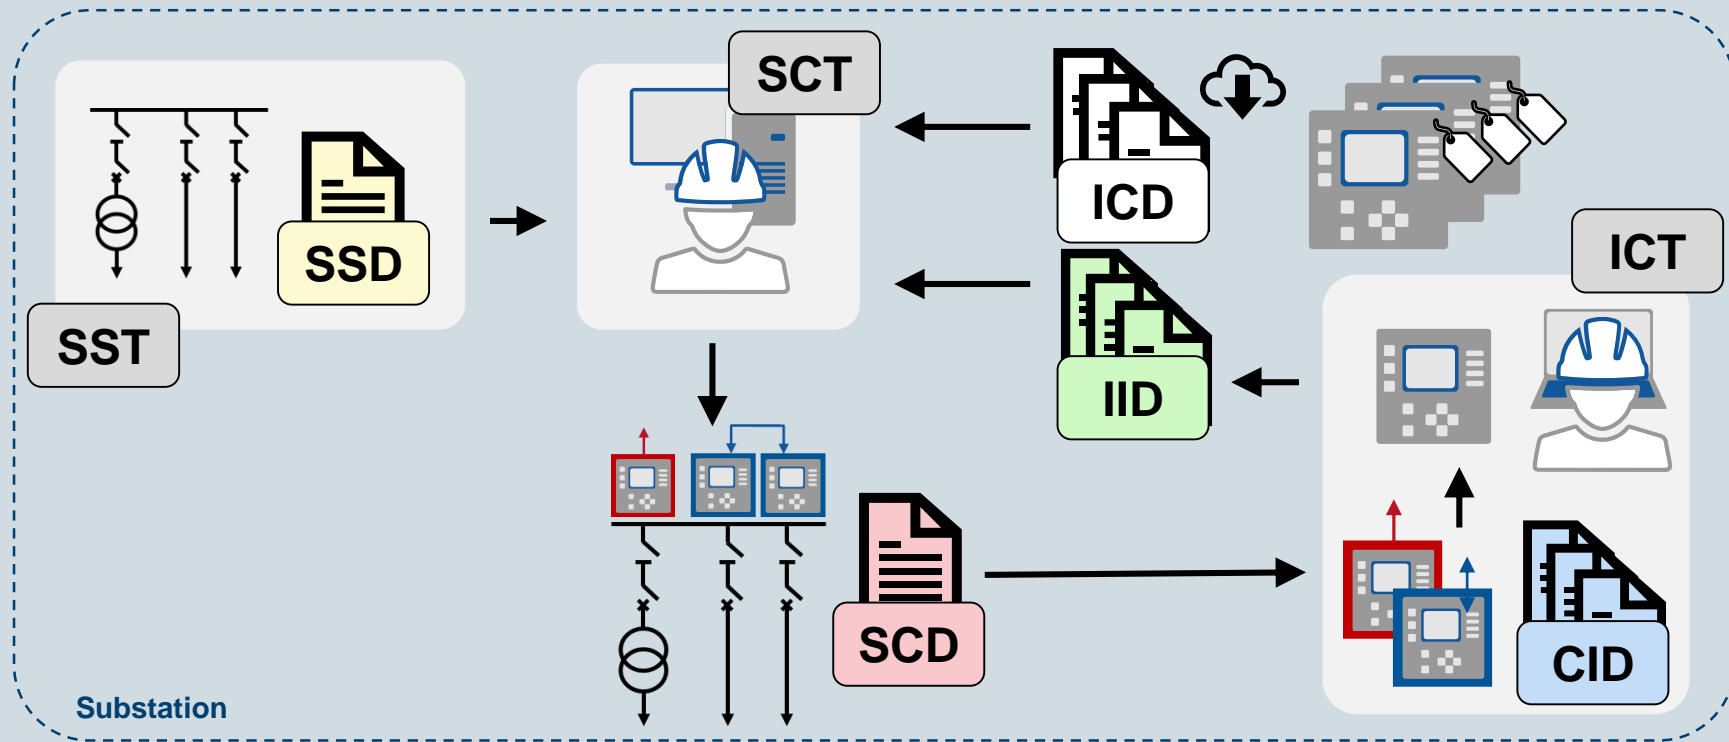 SCT
ICD
ICT
SSD
SST
IID
SCD
CID
Substation